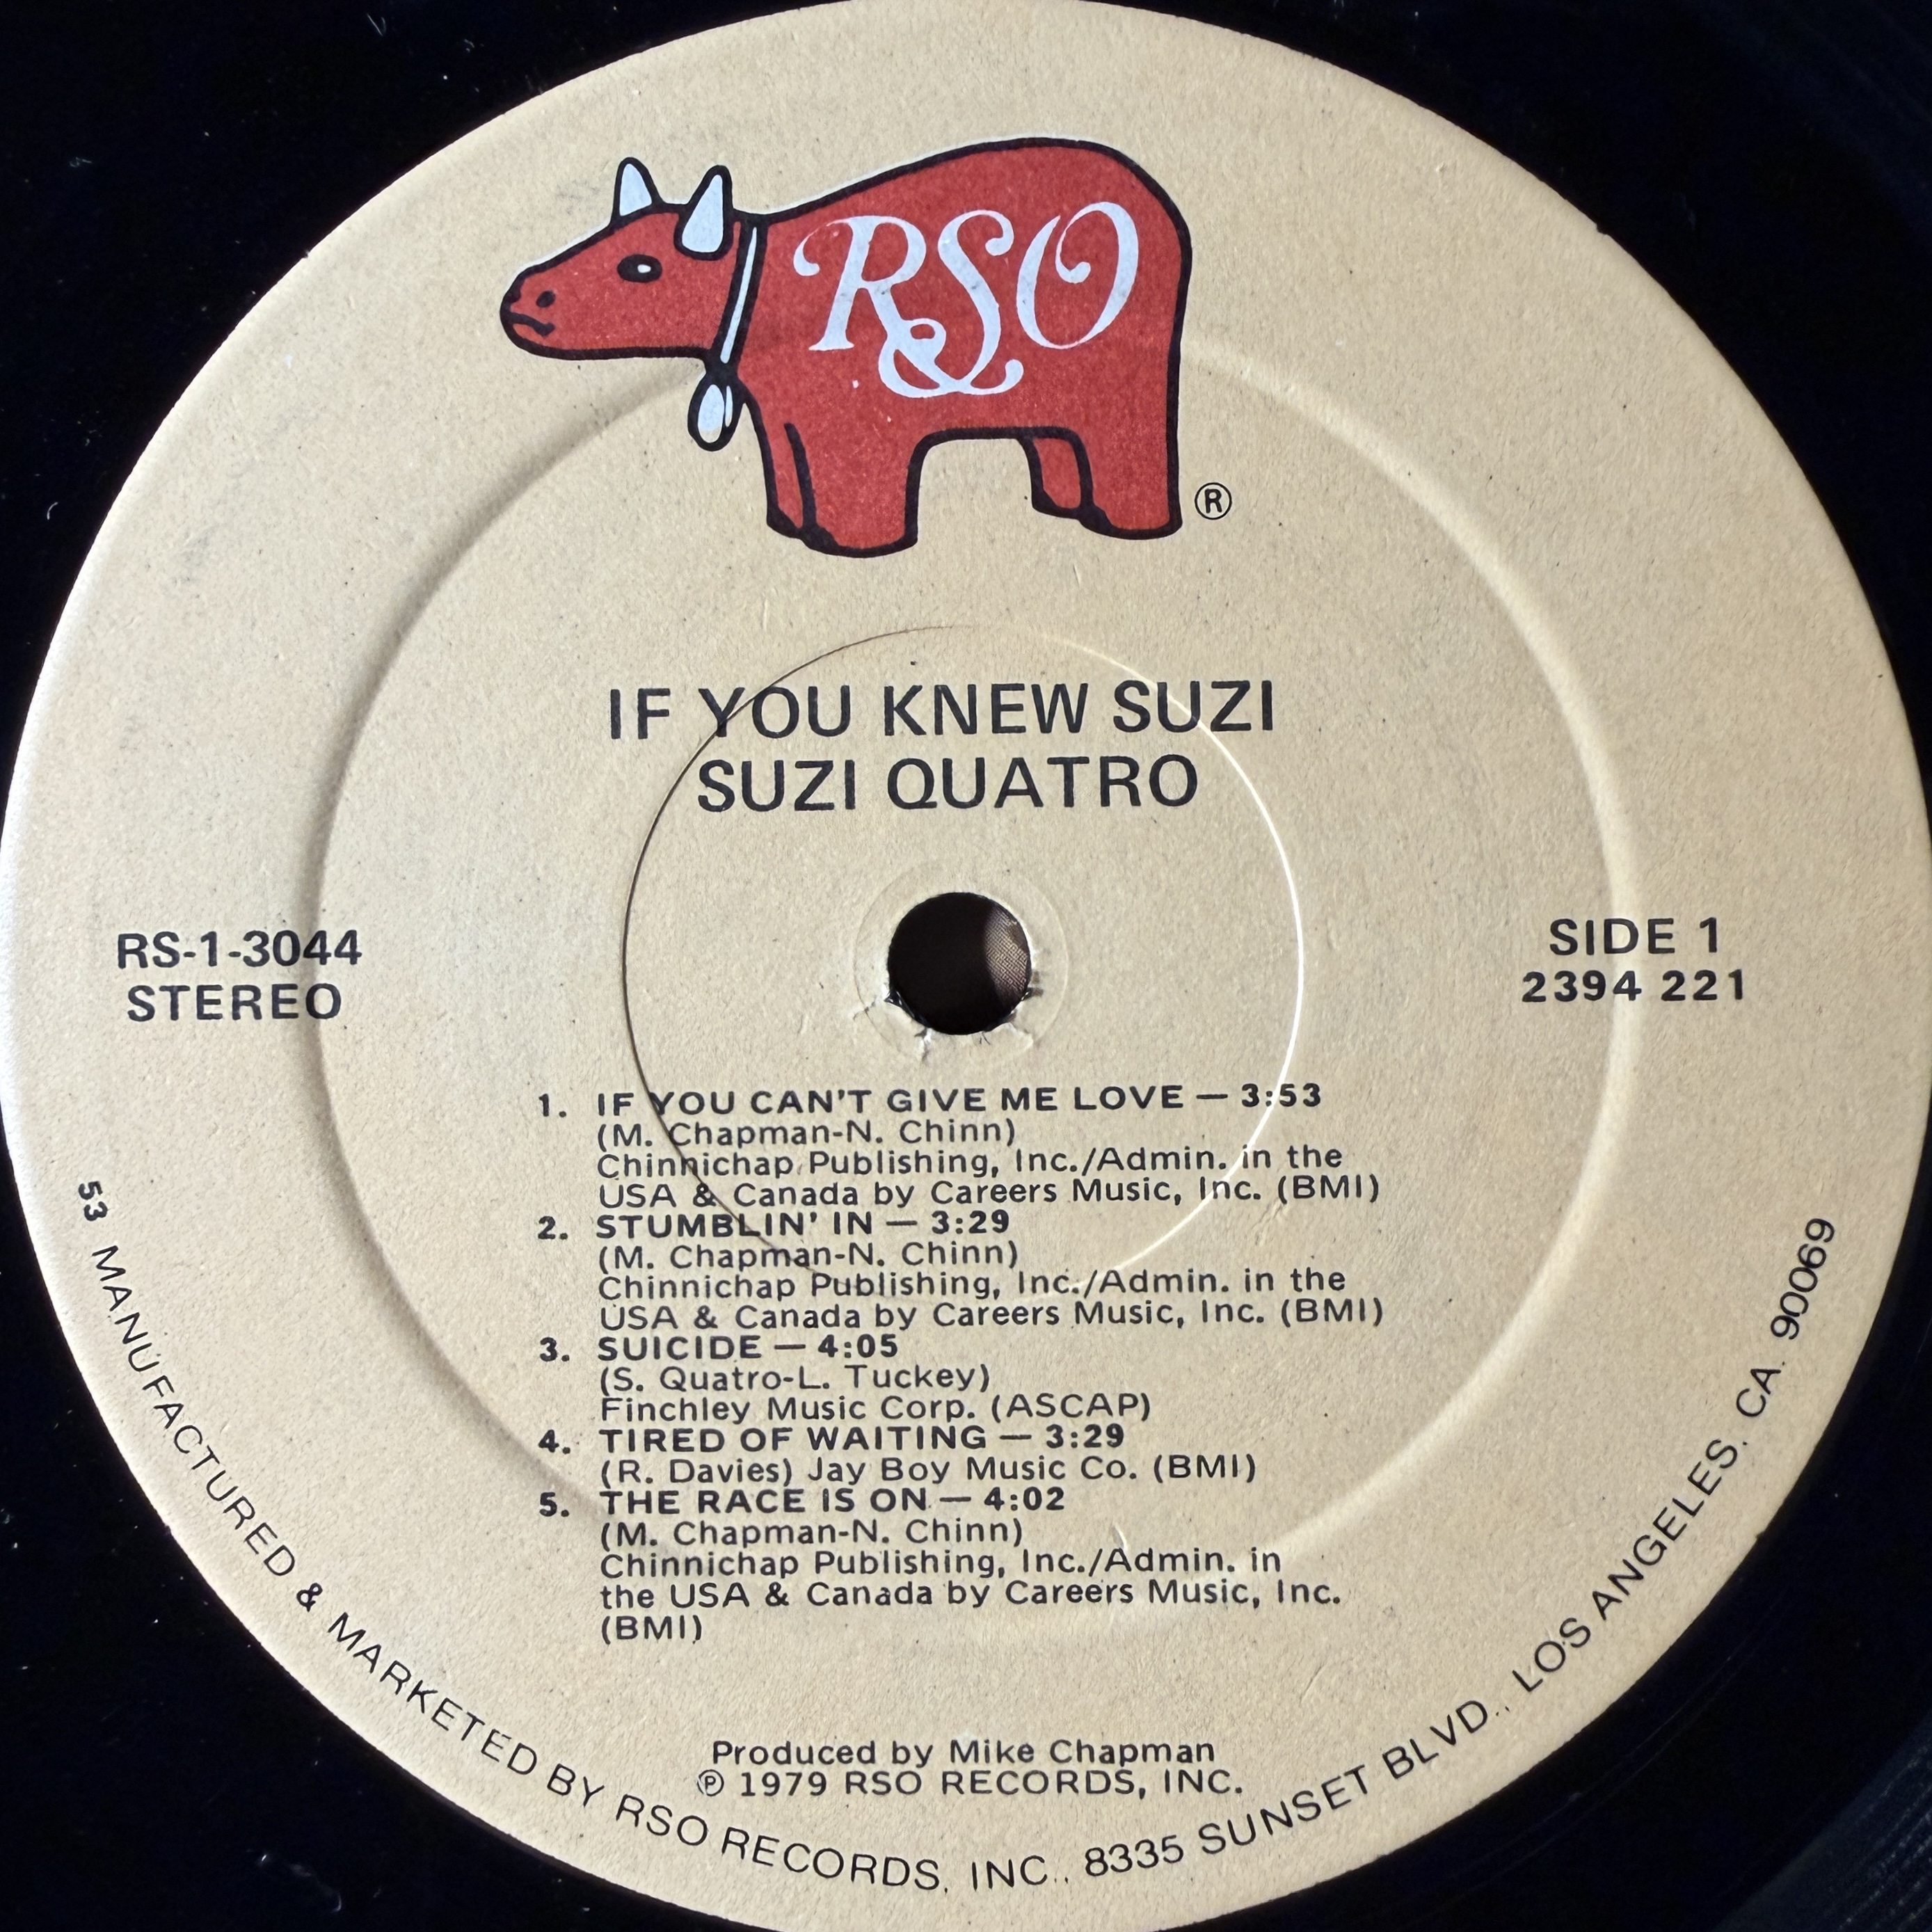 RSO
®
IF YOU KNEW SUZI
SUZI QUATRO
RS-1-3044
STEREO
SIDE 1
2394 221
1. IF YOU CAN'T GIVE ME LOVE — 3:53
(M. Chapman-N. Chinn)
Chinnichap Publishing, Inc./Admin. in the
USA & Canada by Careers Music, Inc. (BMI)
2. STUMBLIN' IN — 3:29
(M. Chapman-N. Chinn)
Chinnichap Publishing, Inc./Admin. in the
USA & Canada by Careers Music, Inc. (BMI)
3. SUICIDE — 4:05
(S. Quatro-L. Tuckey)
Finchley Music Corp. (ASCAP)
4. TIRED OF WAITING — 3:29
(R. Davies) Jay Boy Music Co. (BMI)
5. THE RACE IS ON — 4:02
(M. Chapman-N. Chinn)
Chinnichap Publishing, Inc./Admin. in
the USA & Canada by Careers Music, Inc.
(BMI)
Produced by Mike Chapman
℗ 1979 RSO RECORDS, INC.
53 MANUFACTURED & MARKETED BY RSO RECORDS, INC., 8335 SUNSET BLVD., LOS ANGELES, CA. 90069